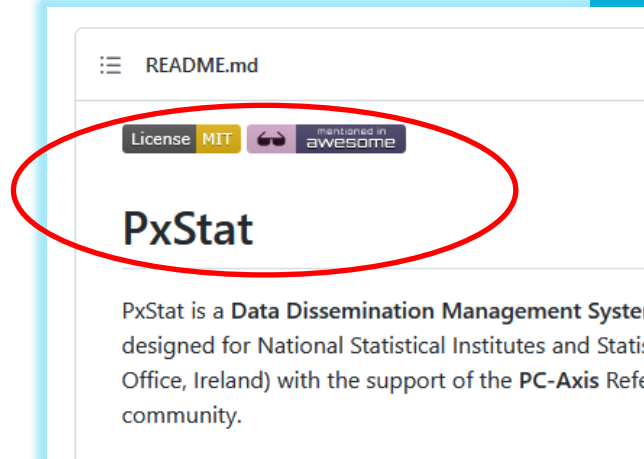 README.md
License MIT mentioned in awesome
PxStat
PxStat is a Data Dissemination Management Syste
designed for National Statistical Institutes and Statis
Office, Ireland) with the support of the PC-Axis Refe
community.